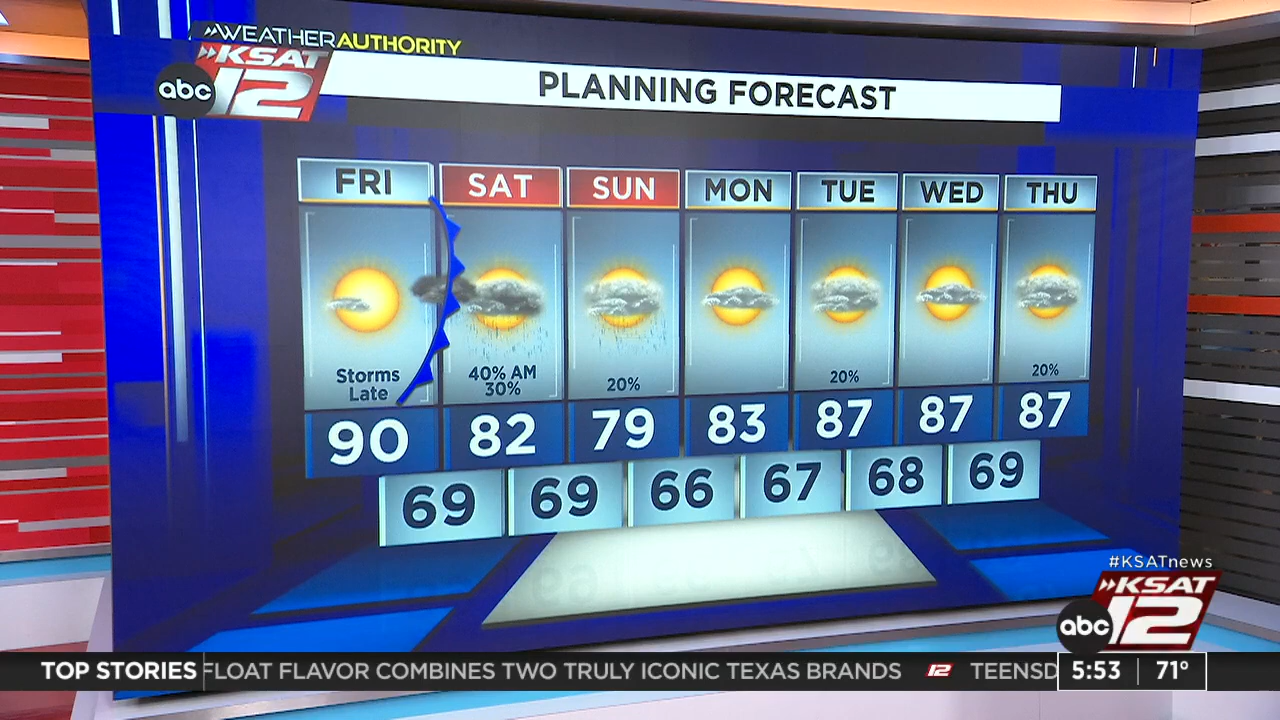 WEATHERAUTHORITY
KSAT
abc 12
PLANNING FORECAST
FRI SAT SUN MON TUE WED THU
Storms Late
40% AM
30%
20%
20%
20%
90 82 79 83 87 87 87
69 69 66 67 68 69
#KSATnews
KSAT
abc 12
TOP STORIES FLOAT FLAVOR COMBINES TWO TRULY ICONIC TEXAS BRANDS 12 TEENSD 5:53 71°